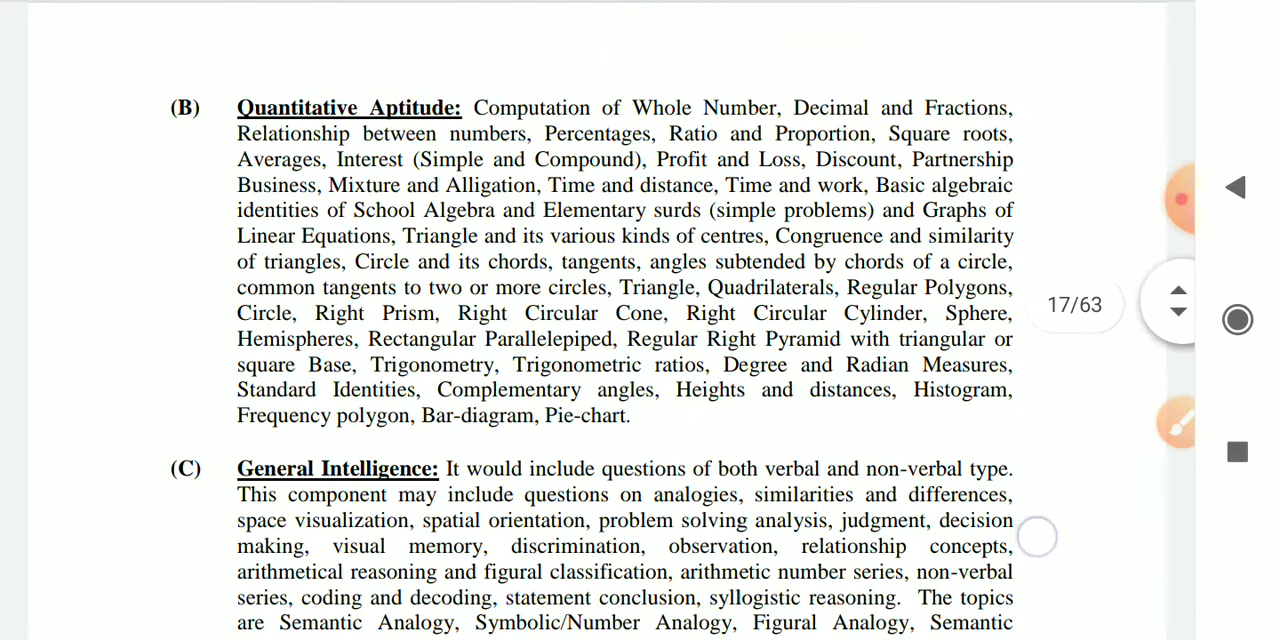 (B) Quantitative Aptitude: Computation of Whole Number, Decimal and Fractions,
Relationship between numbers, Percentages, Ratio and Proportion, Square roots,
Averages, Interest (Simple and Compound), Profit and Loss, Discount, Partnership
Business, Mixture and Alligation, Time and distance, Time and work, Basic algebraic
identities of School Algebra and Elementary surds (simple problems) and Graphs of
Linear Equations, Triangle and its various kinds of centres, Congruence and similarity
of triangles, Circle and its chords, tangents, angles subtended by chords of a circle,
common tangents to two or more circles, Triangle, Quadrilaterals, Regular Polygons,
Circle, Right Prism, Right Circular Cone, Right Circular Cylinder, Sphere,
Hemispheres, Rectangular Parallelepiped, Regular Right Pyramid with triangular or
square Base, Trigonometry, Trigonometric ratios, Degree and Radian Measures,
Standard Identities, Complementary angles, Heights and distances, Histogram,
Frequency polygon, Bar-diagram, Pie-chart.
17/63
(C) General Intelligence: It would include questions of both verbal and non-verbal type.
This component may include questions on analogies, similarities and differences,
space visualization, spatial orientation, problem solving analysis, judgment, decision
making, visual memory, discrimination, observation, relationship concepts,
arithmetical reasoning and figural classification, arithmetic number series, non-verbal
series, coding and decoding, statement conclusion, syllogistic reasoning. The topics
are Semantic Analogy, Symbolic/Number Analogy, Figural Analogy, Semantic